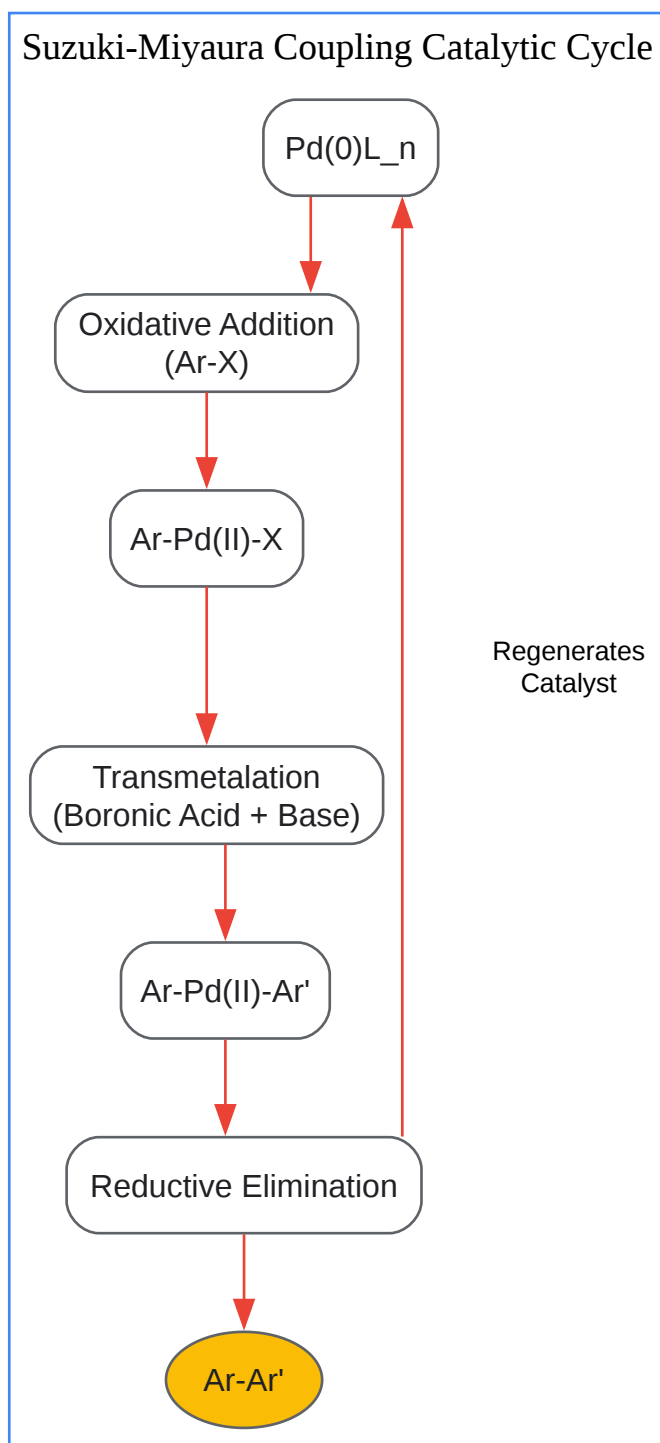 Suzuki-Miyaura Coupling Catalytic Cycle
Pd(0)L_n
Oxidative Addition
(Ar-X)
Ar-Pd(II)-X
Regenerates
Catalyst
Transmetalation
(Boronic Acid + Base)
Ar-Pd(II)-Ar'
Reductive Elimination
Ar-Ar'